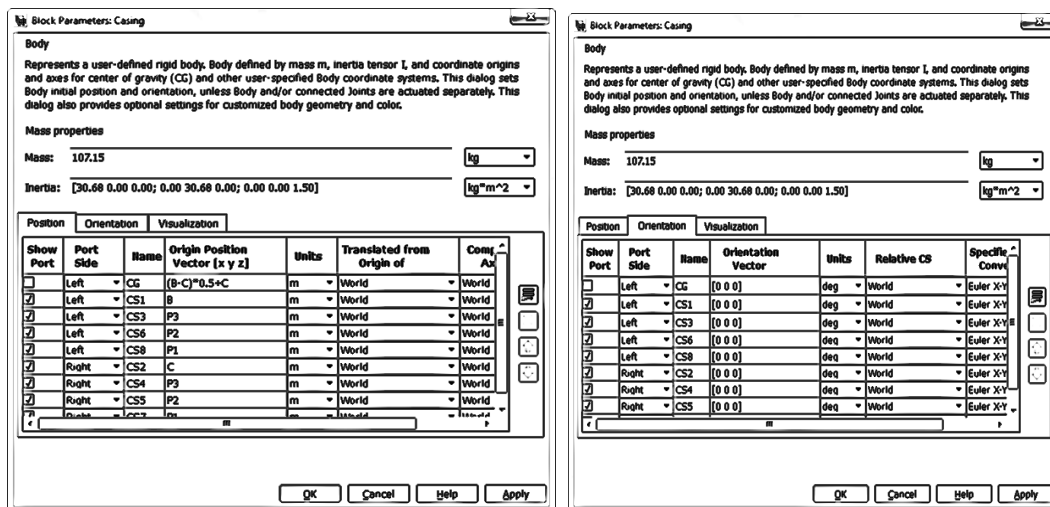 Block Parameters: Casing
Body
Represents a user-defined rigid body. Body defined by mass m, inertia tensor I, and coordinate origins
and axes for center of gravity (CG) and other user-specified Body coordinate systems. This dialog sets
Body initial position and orientation, unless Body and/or connected Joints are actuated separately. This
dialog also provides optional settings for customized body geometry and color.
Mass properties
Mass: 107.15 kg
Inertia: [30.68 0.00 0.00; 0.00 30.68 0.00; 0.00 0.00 1.50] kg*m^2
Position Orientation Visualization
Show Port Name Origin Position Units Translated from
Port Side Vector [x y z] Origin of Ax
Left CG (B-C)*0.5+C m World World
Left CS1 B m World World
Left CS3 P3 m World World
Left CS6 P2 m World World
Left CS8 P1 m World World
Right CS2 C m World World
Right CS4 P3 m World World
Right CS5 P2 m World World
OK Cancel Help Apply
Block Parameters: Casing
Body
Represents a user-defined rigid body. Body defined by mass m, inertia tensor I, and coordinate origins
and axes for center of gravity (CG) and other user-specified Body coordinate systems. This dialog sets
Body initial position and orientation, unless Body and/or connected Joints are actuated separately. This
dialog also provides optional settings for customized body geometry and color.
Mass properties
Mass: 107.15 kg
Inertia: [30.68 0.00 0.00; 0.00 30.68 0.00; 0.00 0.00 1.50] kg*m^2
Position Orientation Visualization
Show Port Name Orientation Units Relative CS Specifie
Port Side Vector Conve
Left CG [0 0 0] deg World Euler X-Y
Left CS1 [0 0 0] deg World Euler X-Y
Left CS3 [0 0 0] deg World Euler X-Y
Left CS6 [0 0 0] deg World Euler X-Y
Left CS8 [0 0 0] deg World Euler X-Y
Right CS2 [0 0 0] deg World Euler X-Y
Right CS4 [0 0 0] deg World Euler X-Y
Right CS5 [0 0 0] deg World Euler X-Y
OK Cancel Help Apply